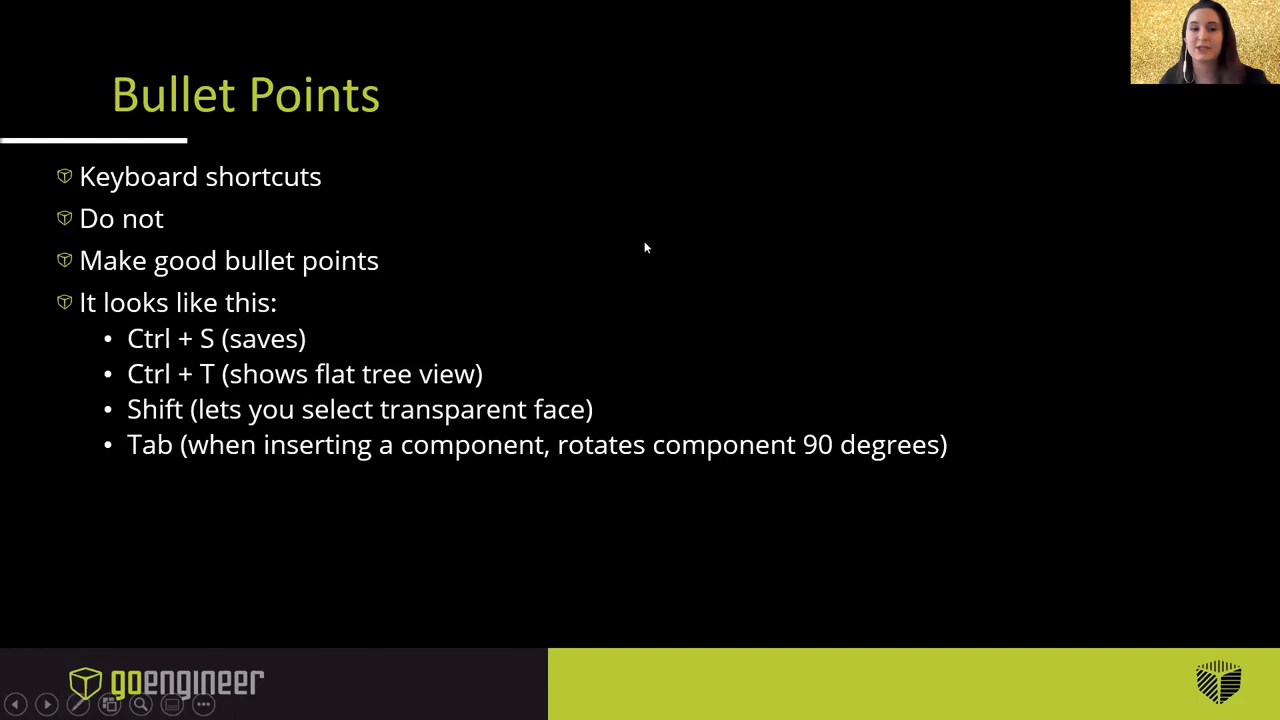 Bullet Points
Keyboard shortcuts
Do not
Make good bullet points
It looks like this:
Ctrl + S (saves)
Ctrl + T (shows flat tree view)
Shift (lets you select transparent face)
Tab (when inserting a component, rotates component 90 degrees)
goengineer